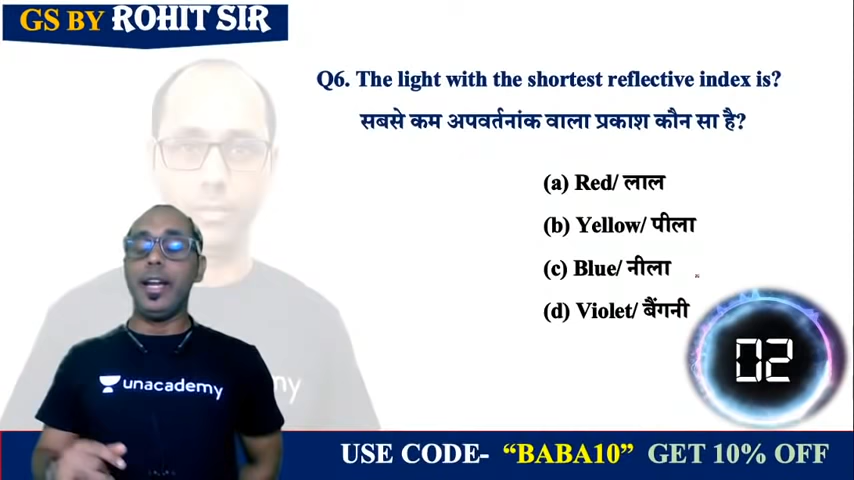 GS BY ROHIT SIR
Q6. The light with the shortest reflective index is?
सबसे कम अपवर्तनांक वाला प्रकाश कौन सा है?
(a) Red/ लाल
(b) Yellow/ पीला
(c) Blue/ नीला
(d) Violet/ बैंगनी
02
unacademy
my
USE CODE- “BABA10” GET 10% OFF